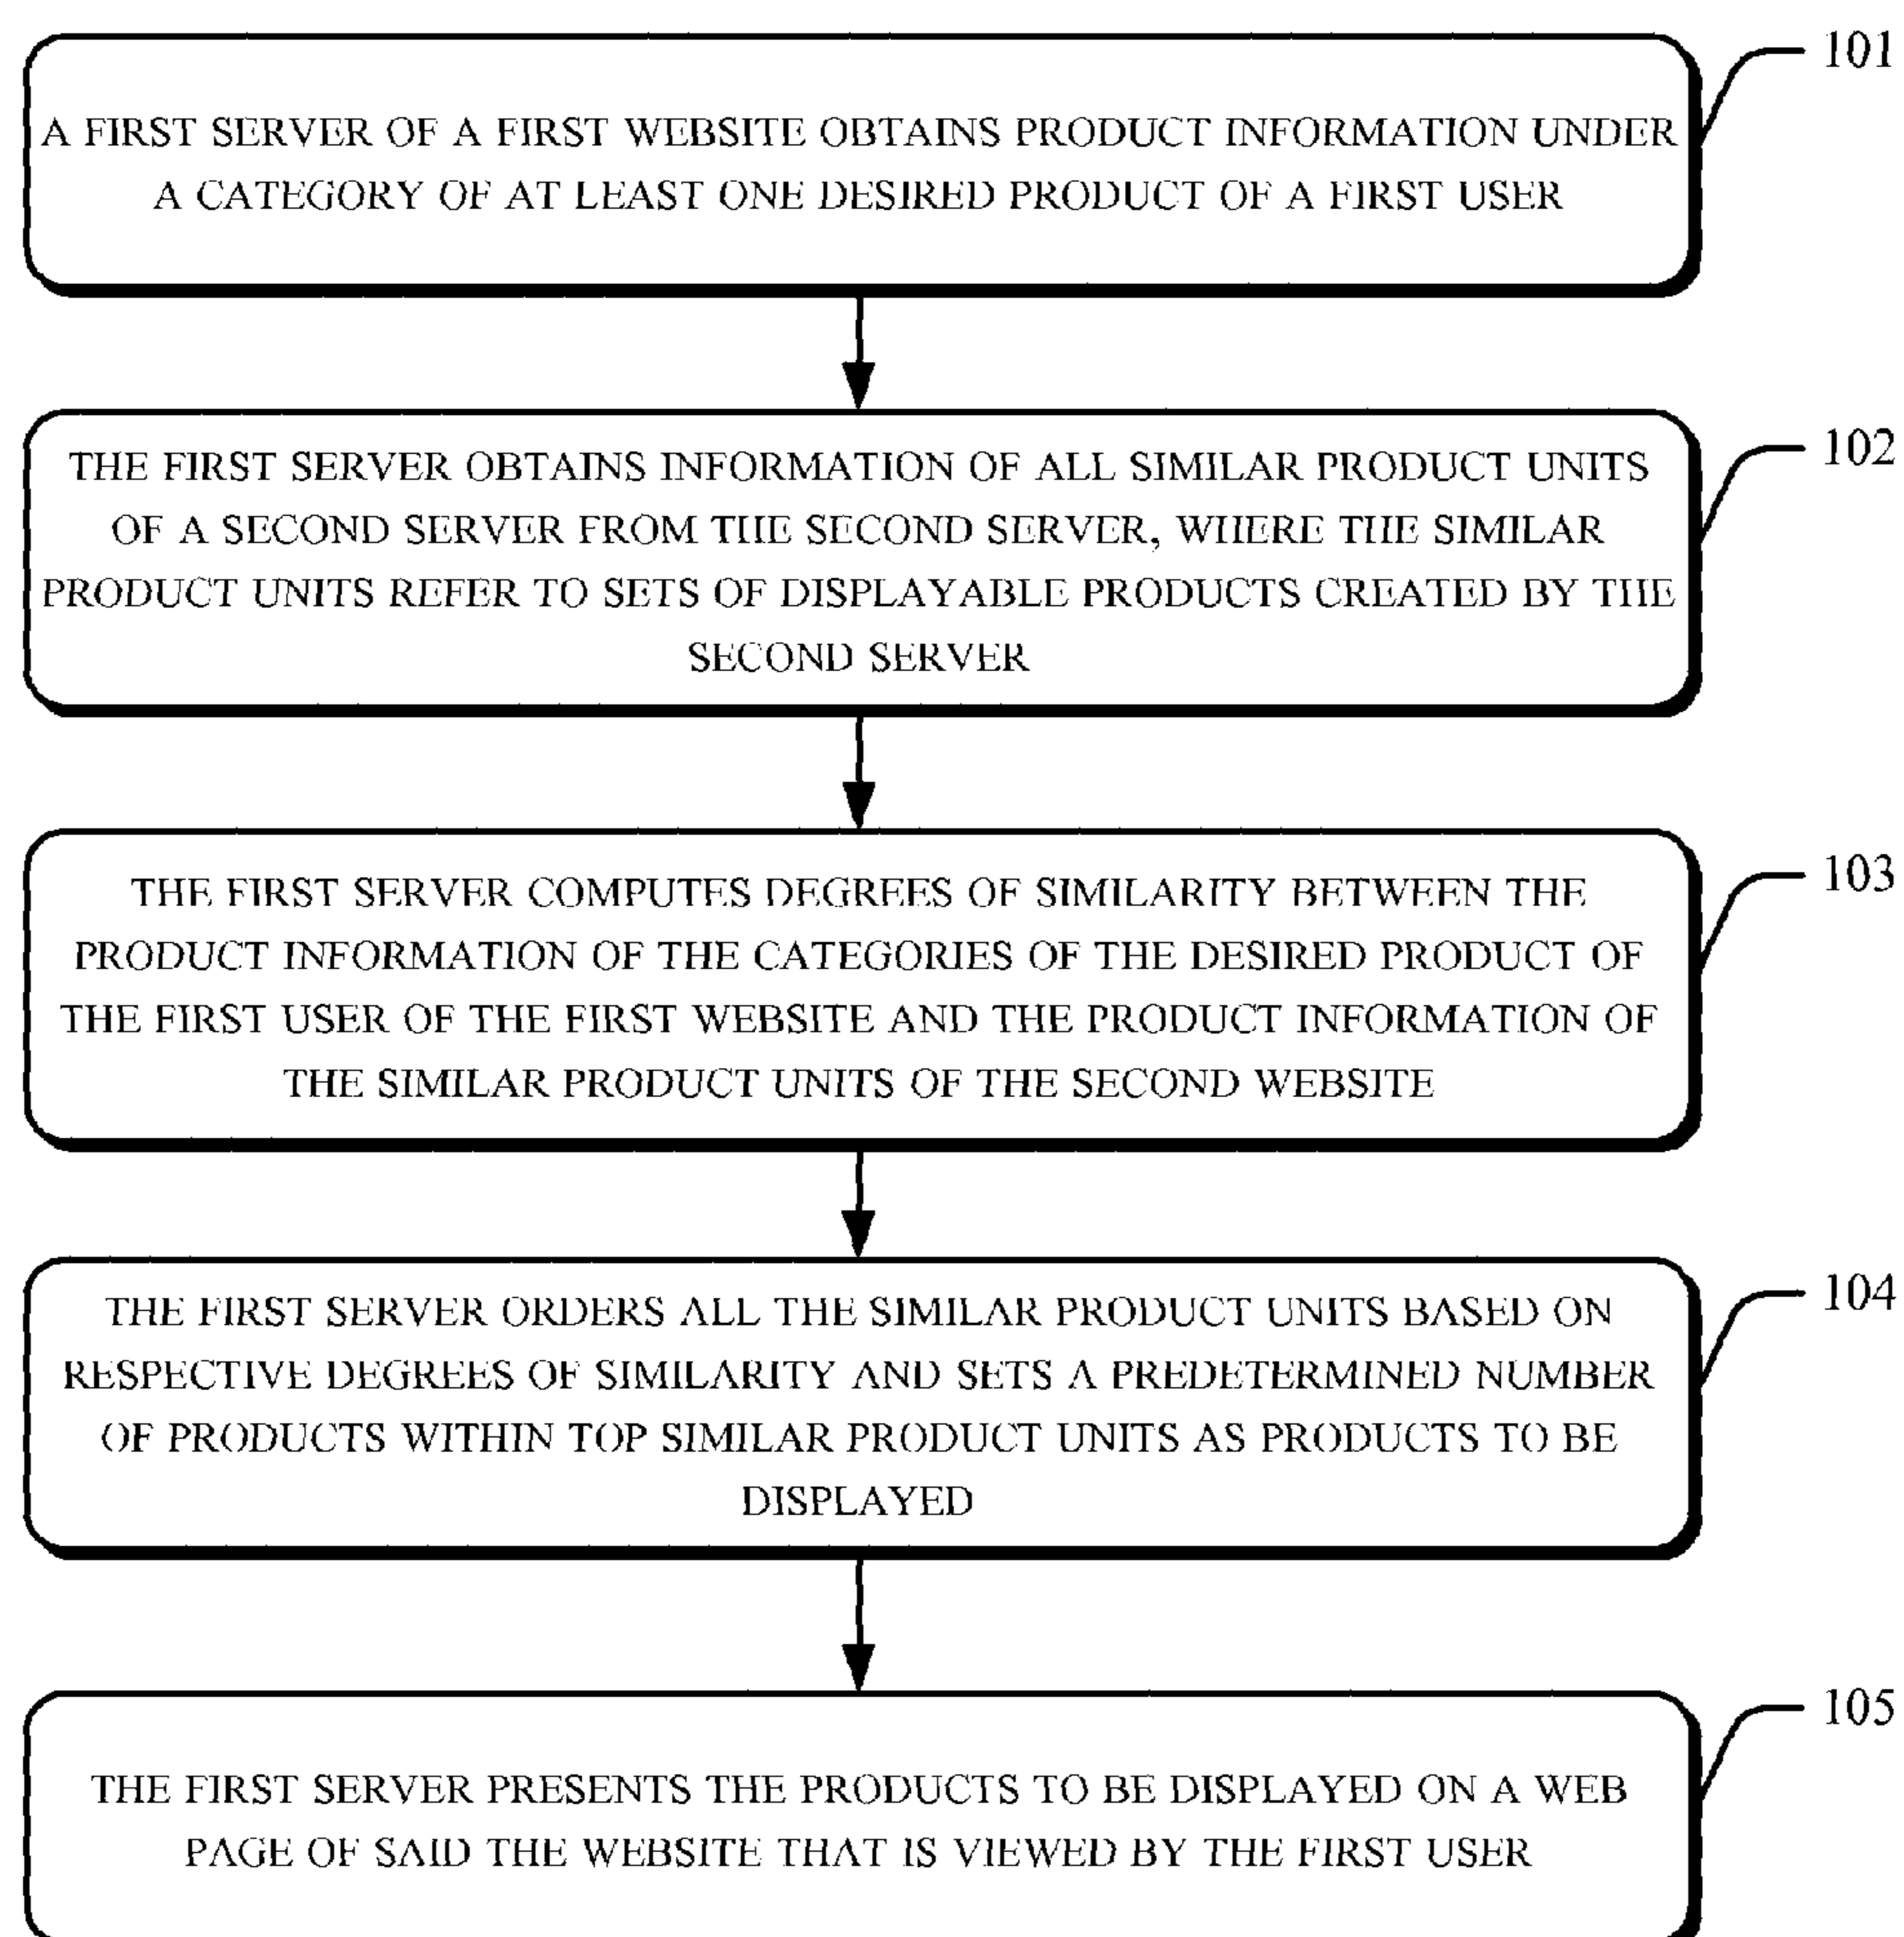 101
A FIRST SERVER OF A FIRST WEBSITE OBTAINS PRODUCT INFORMATION UNDER
A CATEGORY OF AT LEAST ONE DESIRED PRODUCT OF A FIRST USER
102
THE FIRST SERVER OBTAINS INFORMATION OF ALL SIMILAR PRODUCT UNITS
OF A SECOND SERVER FROM THE SECOND SERVER, WHERE THE SIMILAR
PRODUCT UNITS REFER TO SETS OF DISPLAYABLE PRODUCTS CREATED BY THE
SECOND SERVER
103
THE FIRST SERVER COMPUTES DEGREES OF SIMILARITY BETWEEN THE
PRODUCT INFORMATION OF THE CATEGORIES OF THE DESIRED PRODUCT OF
THE FIRST USER OF THE FIRST WEBSITE AND THE PRODUCT INFORMATION OF
THE SIMILAR PRODUCT UNITS OF THE SECOND WEBSITE
104
THE FIRST SERVER ORDERS ALL THE SIMILAR PRODUCT UNITS BASED ON
RESPECTIVE DEGREES OF SIMILARITY AND SETS A PREDETERMINED NUMBER
OF PRODUCTS WITHIN TOP SIMILAR PRODUCT UNITS AS PRODUCTS TO BE
DISPLAYED
105
THE FIRST SERVER PRESENTS THE PRODUCTS TO BE DISPLAYED ON A WEB
PAGE OF SAID THE WEBSITE THAT IS VIEWED BY THE FIRST USER